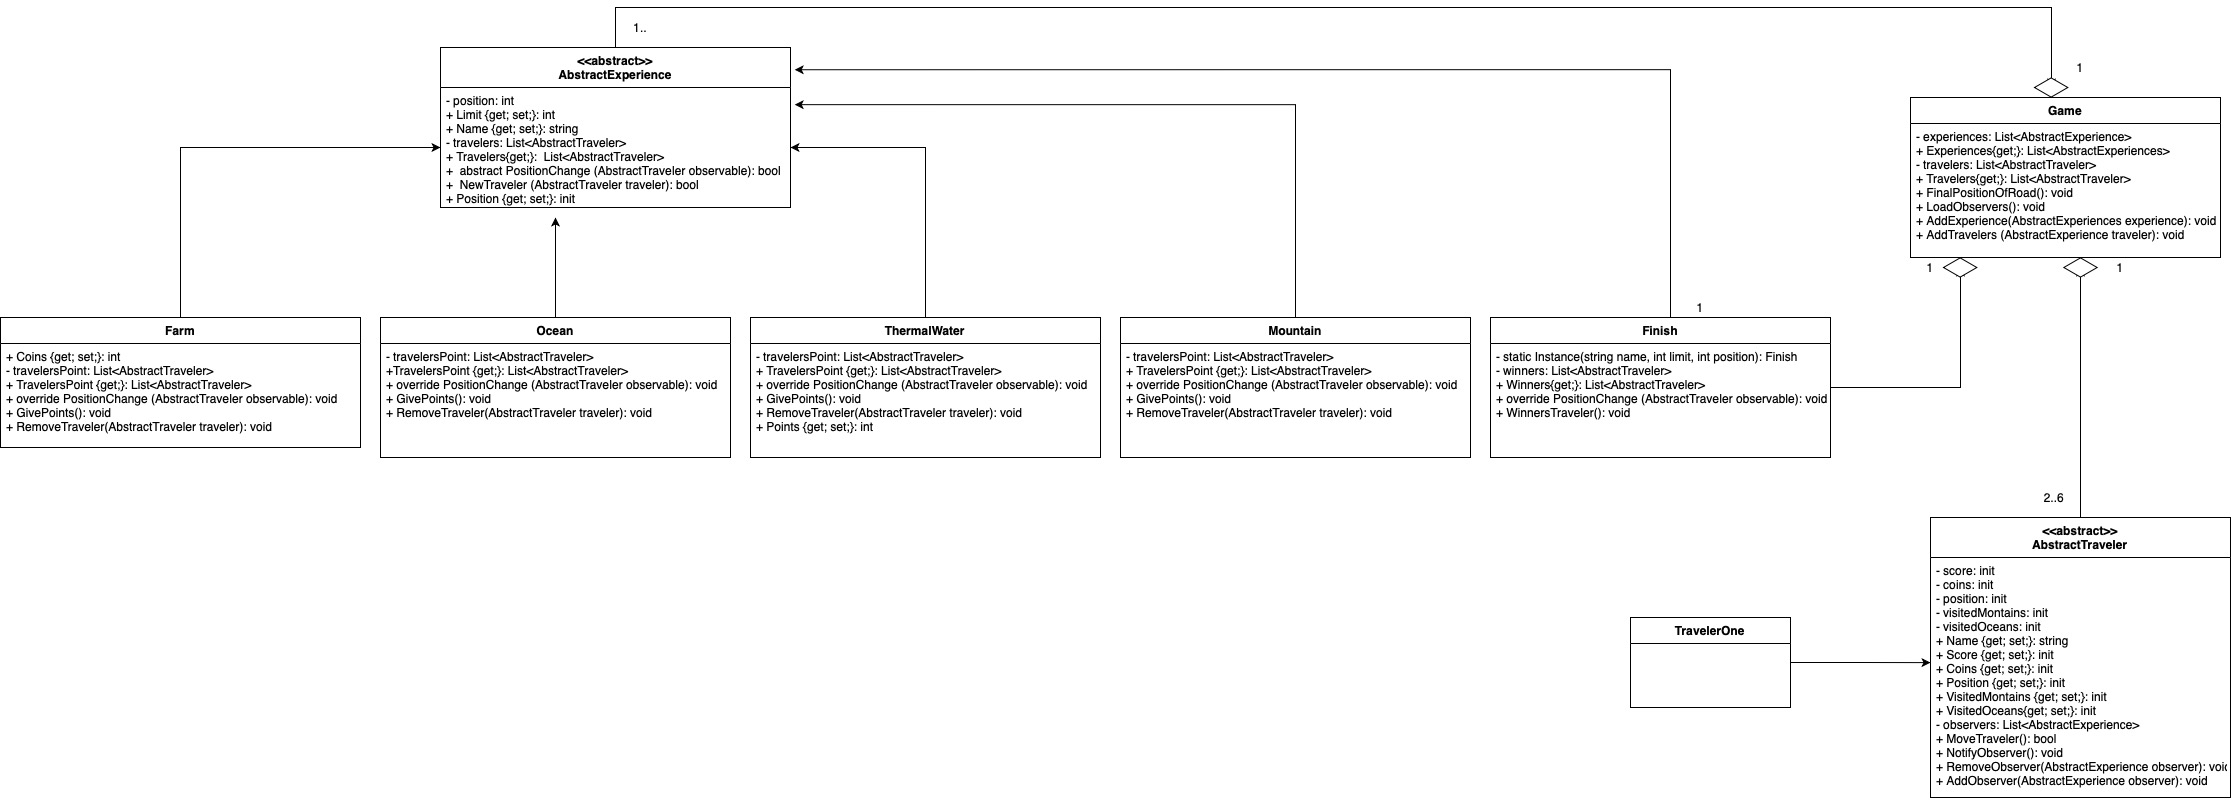 1..
<<abstract>>
AbstractExperience
- position: int
+ Limit {get; set;}: int
+ Name {get; set;}: string
- travelers: List<AbstractTraveler>
+ Travelers{get;}:  List<AbstractTraveler>
+  abstract PositionChange (AbstractTraveler observable): bool
+  NewTraveler (AbstractTraveler traveler): bool
+ Position {get; set;}: init
1
Game
- experiences: List<AbstractExperience>
+ Experiences{get;}: List<AbstractExperiences>
- travelers: List<AbstractTraveler>
+ Travelers{get;}: List<AbstractTraveler>
+ FinalPositionOfRoad(): void
+ LoadObservers(): void
+ AddExperience(AbstractExperiences experience): void
+ AddTravelers (AbstractExperience traveler): void
1
1
Farm
+ Coins {get; set;}: int
- travelersPoint: List<AbstractTraveler>
+ TravelersPoint {get;}: List<AbstractTraveler>
+ override PositionChange (AbstractTraveler observable): void
+ GivePoints(): void
+ RemoveTraveler(AbstractTraveler traveler): void
Ocean
- travelersPoint: List<AbstractTraveler>
+TravelersPoint {get;}: List<AbstractTraveler>
+ override PositionChange (AbstractTraveler observable): void
+ GivePoints(): void
+ RemoveTraveler(AbstractTraveler traveler): void
ThermalWater
- travelersPoint: List<AbstractTraveler>
+ TravelersPoint {get;}: List<AbstractTraveler>
+ override PositionChange (AbstractTraveler observable): void
+ GivePoints(): void
+ RemoveTraveler(AbstractTraveler traveler): void
+ Points {get; set;}: int
Mountain
- travelersPoint: List<AbstractTraveler>
+ TravelersPoint {get;}: List<AbstractTraveler>
+ override PositionChange (AbstractTraveler observable): void
+ GivePoints(): void
+ RemoveTraveler(AbstractTraveler traveler): void
1
Finish
- static Instance(string name, int limit, int position): Finish
- winners: List<AbstractTraveler>
+ Winners{get;}: List<AbstractTraveler>
+ override PositionChange (AbstractTraveler observable): void
+ WinnersTraveler(): void
2..6
<<abstract>>
AbstractTraveler
- score: init
- coins: init
- position: init
- visitedMontains: init
- visitedOceans: init
+ Name {get; set;}: string
+ Score {get; set;}: init
+ Coins {get; set;}: init
+ Position {get; set;}: init
+ VisitedMontains {get; set;}: init
+ VisitedOceans{get; set;}: init
- observers: List<AbstractExperience>
+ MoveTraveler(): bool
+ NotifyObserver(): void
+ RemoveObserver(AbstractExperience observer): void
+ AddObserver(AbstractExperience observer): void
TravelerOne